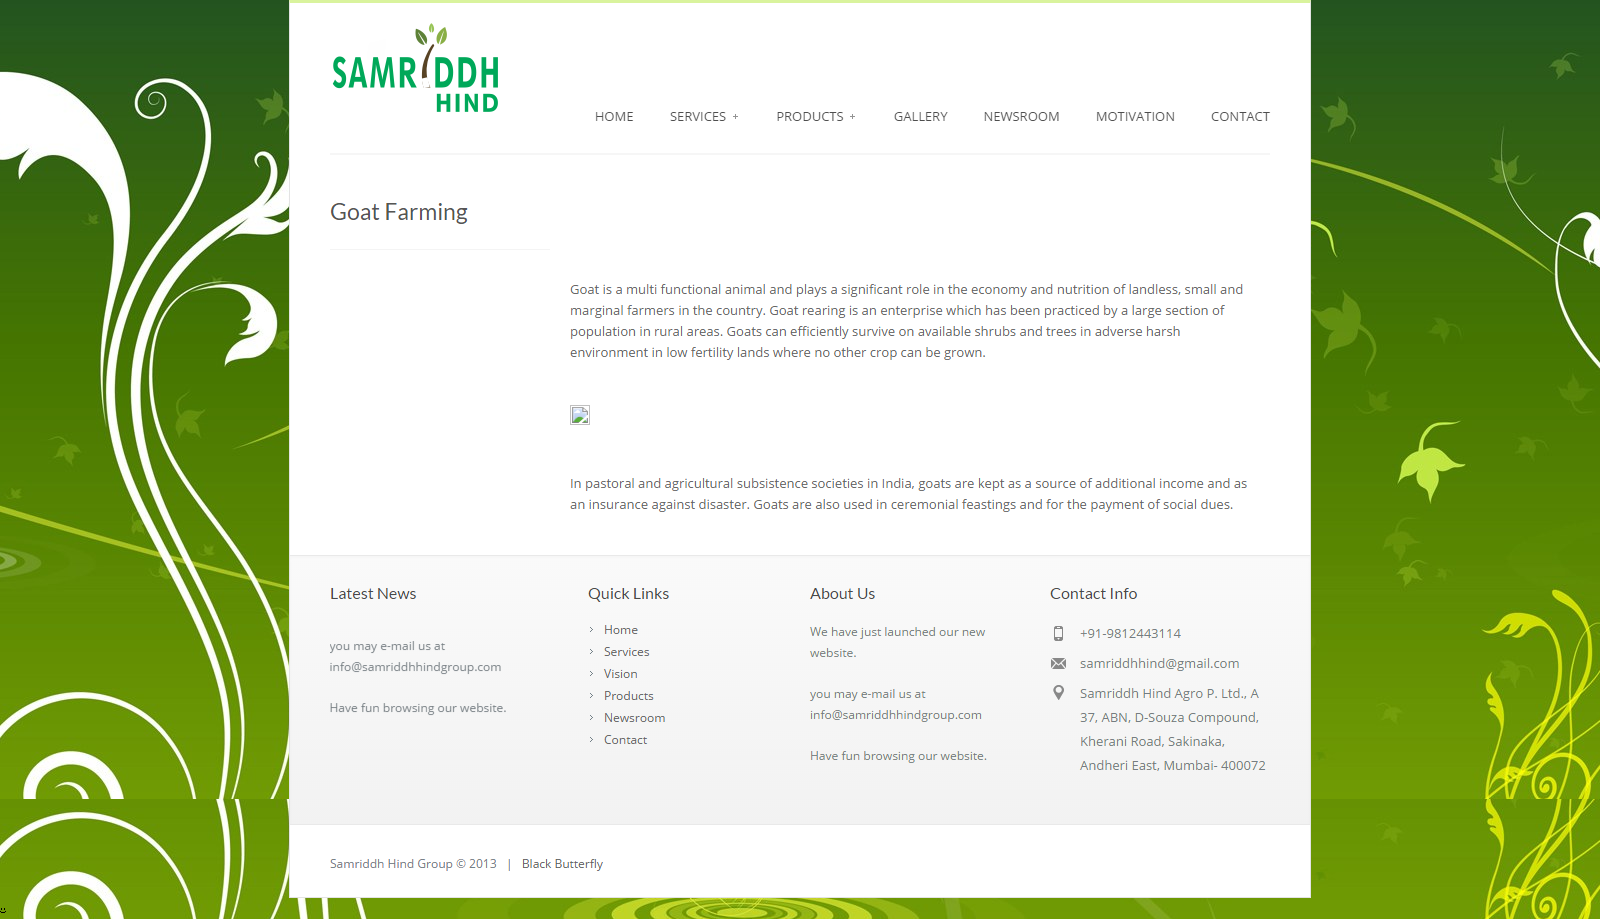 SAMRIDDH
HIND
HOME SERVICES + PRODUCTS + GALLERY NEWSROOM MOTIVATION CONTACT
Goat Farming
Goat is a multi functional animal and plays a significant role in the economy and nutrition of landless, small and
marginal farmers in the country. Goat rearing is an enterprise which has been practiced by a large section of
population in rural areas. Goats can efficiently survive on available shrubs and trees in adverse harsh
environment in low fertility lands where no other crop can be grown.
In pastoral and agricultural subsistence societies in India, goats are kept as a source of additional income and as
an insurance against disaster. Goats are also used in ceremonial feastings and for the payment of social dues.
Latest News
you may e-mail us at
info@samriddhhindgroup.com
Have fun browsing our website.
Quick Links
Home
Services
Vision
Products
Newsroom
Contact
About Us
We have just launched our new
website.
you may e-mail us at
info@samriddhhindgroup.com
Have fun browsing our website.
Contact Info
+91-9812443114
samriddhhind@gmail.com
Samriddh Hind Agro P. Ltd., A
37, ABN, D-Souza Compound,
Kherani Road, Sakinaka,
Andheri East, Mumbai- 400072
Samriddh Hind Group © 2013 | Black Butterfly